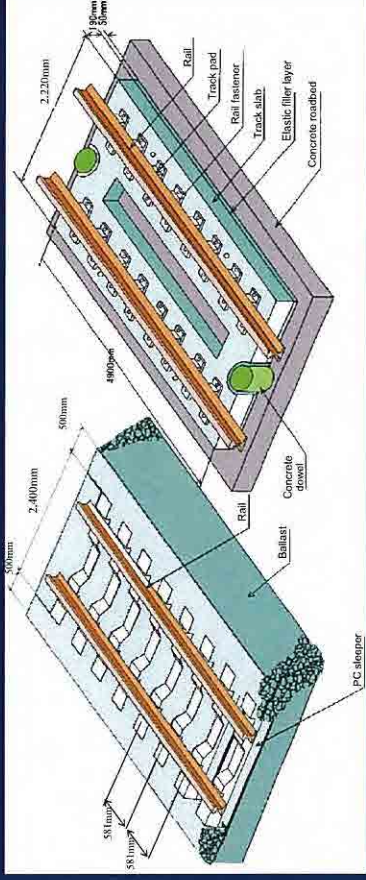 500mm
2,400mm
500mm
581mm
581mm
Rail
Ballast
PC sleeper
2,220mm
190mm
50mm
4900mm
Rail
Track pad
Rail fastenor
Track slab
Elastic filler layer
Concrete roadbed
Concrete
dowel